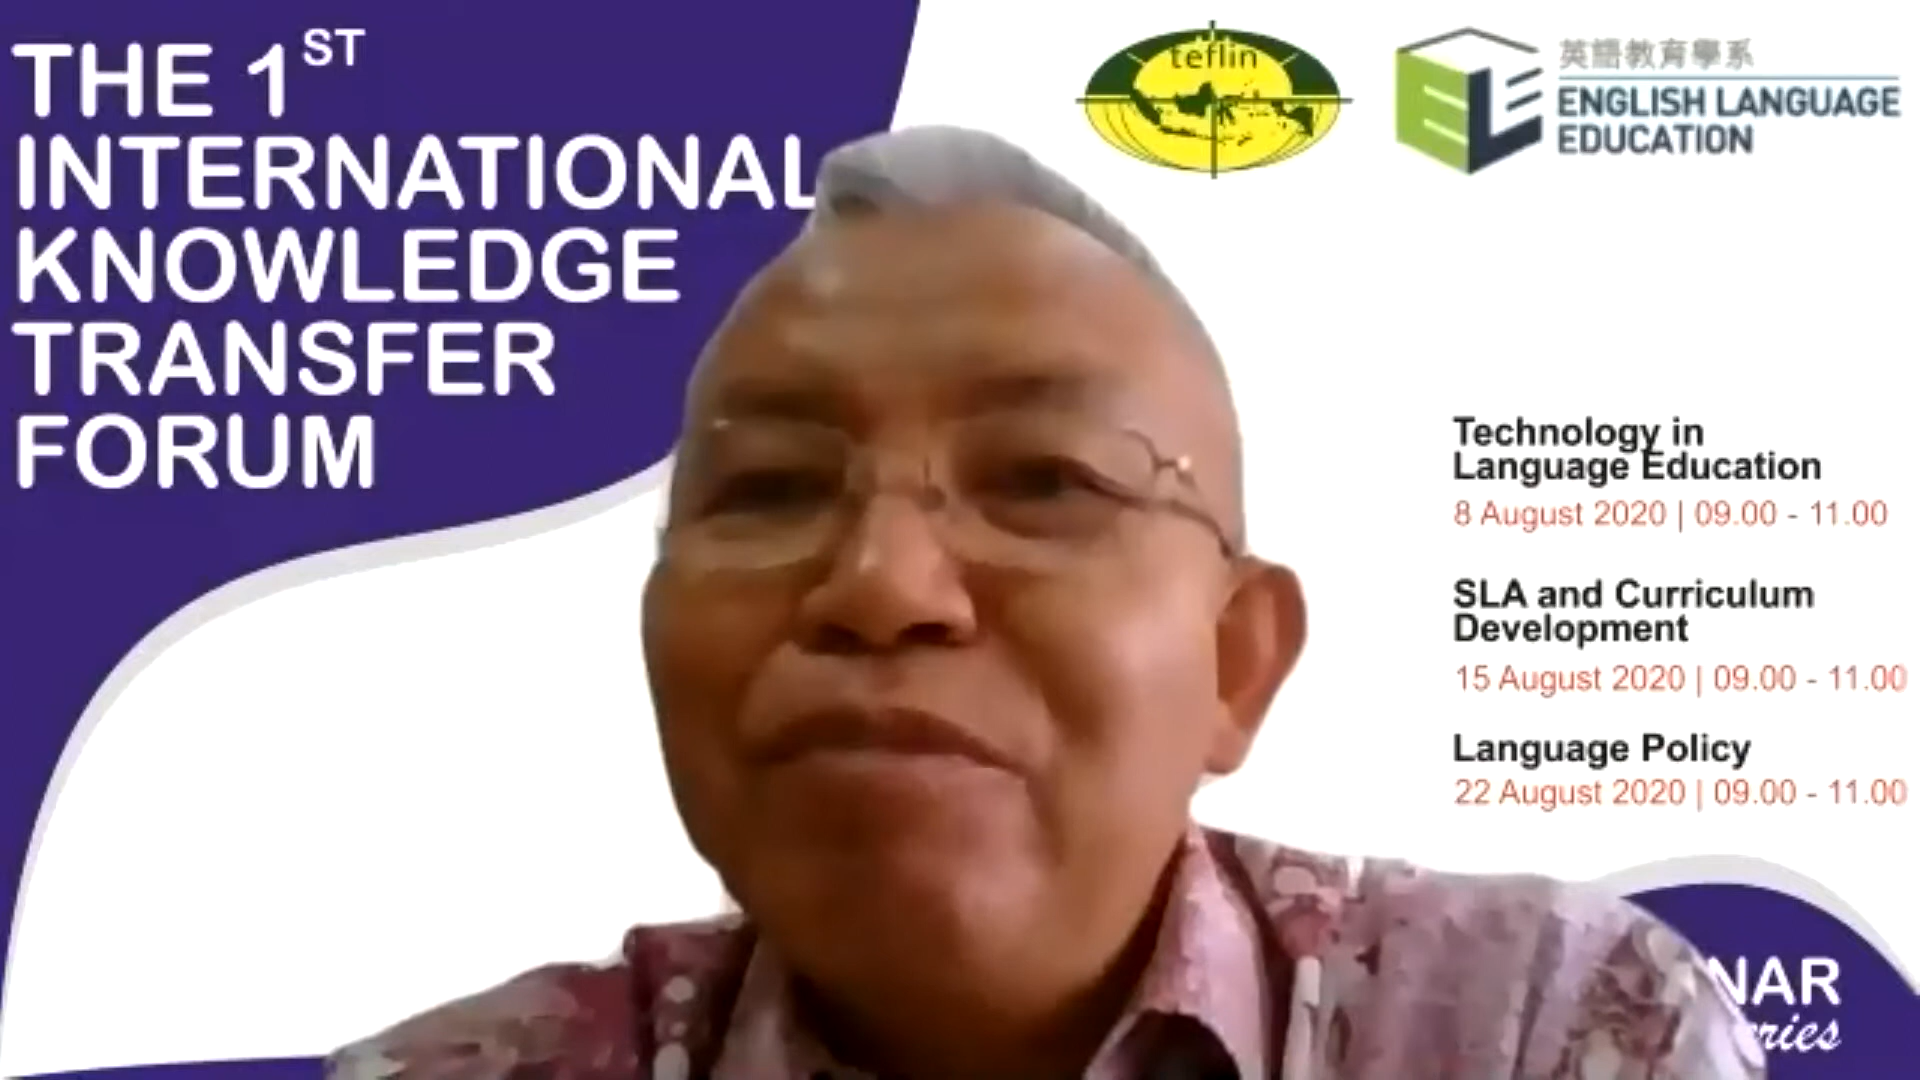 THE 1ST
INTERNATIONAL
KNOWLEDGE
TRANSFER
FORUM
teflin
英語教育學系
ENGLISH LANGUAGE
EDUCATION
Technology in
Language Education
8 August 2020 | 09.00 - 11.00
SLA and Curriculum
Development
15 August 2020 | 09.00 - 11.00
Language Policy
22 August 2020 | 09.00 - 11.00